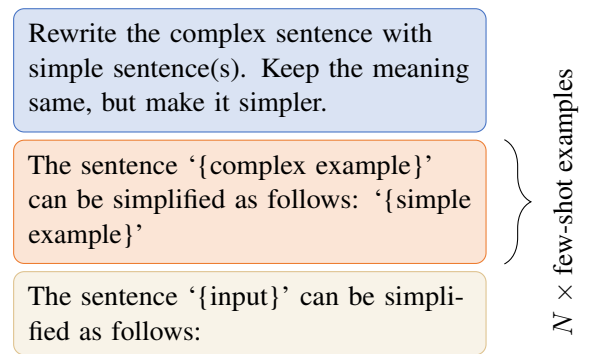 Rewrite the complex sentence with
simple sentence(s). Keep the meaning
same, but make it simpler.
The sentence ‘{complex example}’
can be simplified as follows: ‘{simple
example}’
The sentence ‘{input}’ can be simpli-
fied as follows:
N × few-shot examples